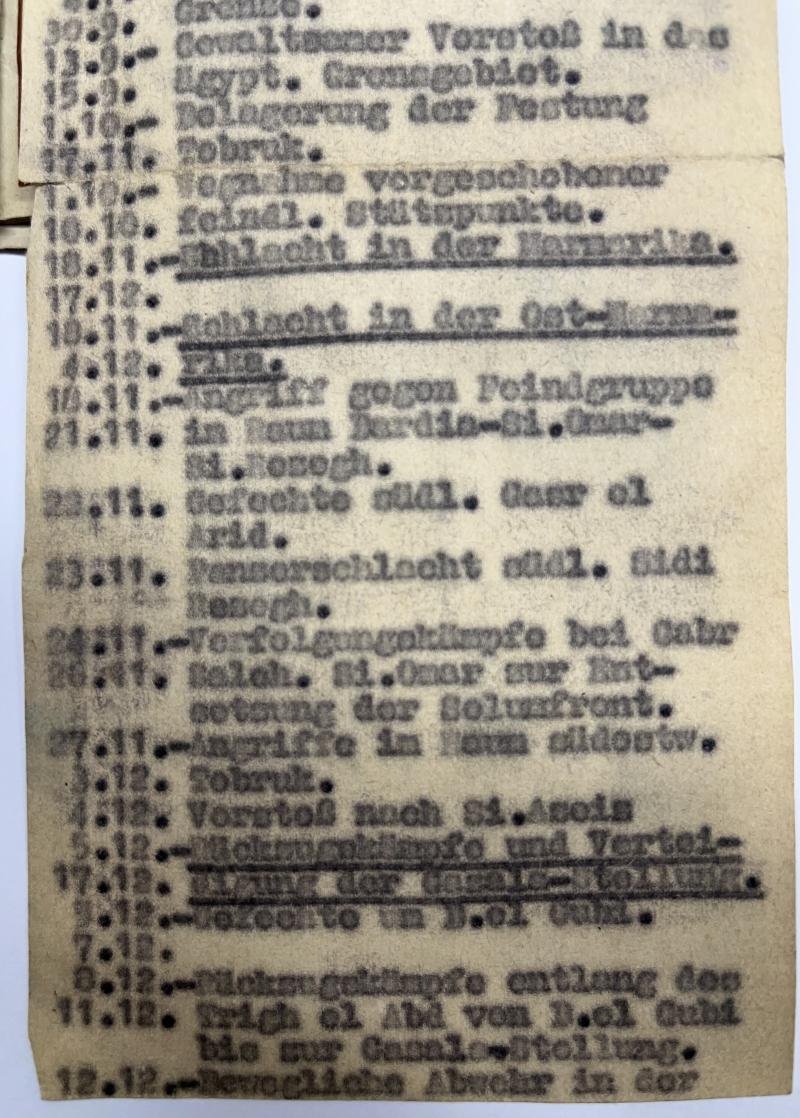 Grenze.
30.9.
13.9.- Gewaltsamer Vorstoß in das
15.9. Ägypt. Grenzgebiet.
1.10.- Belagerung der Festung
17.11. Tobruk.
1.10.- Wegnahme vorgeschobener
16.10. feindl. Stützpunkte.
18.11.-Shhlacht in der Marmarika.
17.12.
18.11.-Schlacht in der Ost-Marma-
4.12. rika.
18.11.-Angriff gegen Feindgruppe
21.11. im Raum Bardia-Si.Omar-
Si.Resegh.
22.11. Gefechte südl. Gasr el
Arid.
23.11. Panzerschlacht südl. Sidi
Resegh.
24.11.-Verfolgungskämpfe bei Gabr
26.11. Saleh. Si.Omar zur Ent-
setzung der Solumfront.
27.11.-Angriffe im Raum südostw.
3.12. Tobruk.
4.12. Vorstoß nach Si.Aseis
5.12.-Rückzugskämpfe und Vertei-
17.12. digung der Gasala-Stellung.
5.12.-Gefechte um B.el Gubi.
7.12.
8.12.-Rückzugskämpfe entlang des
11.12. Trigh el Abd von B.el Gubi
bis zur Gasala-Stellung.
12.12.-Bewegliche Abwehr in der